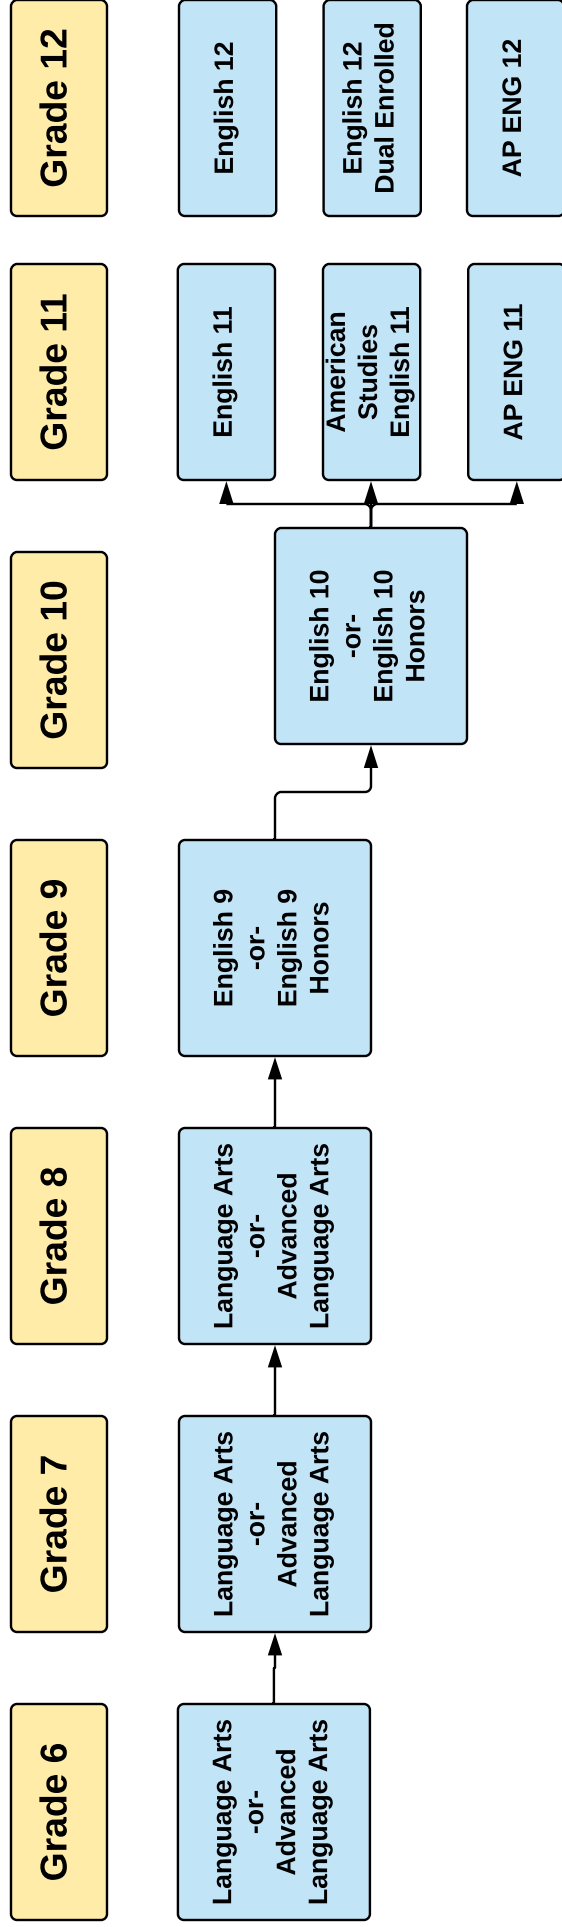 Grade 6
Grade 7
Grade 8
Grade 9
Grade 10
Grade 11
Grade 12
Language Arts
-or-
Advanced
Language Arts
Language Arts
-or-
Advanced
Language Arts
Language Arts
-or-
Advanced
Language Arts
English 9
-or-
English 9
Honors
English 10
-or-
English 10
Honors
English 11
American
Studies
English 11
AP ENG 11
English 12
English 12
Dual Enrolled
AP ENG 12